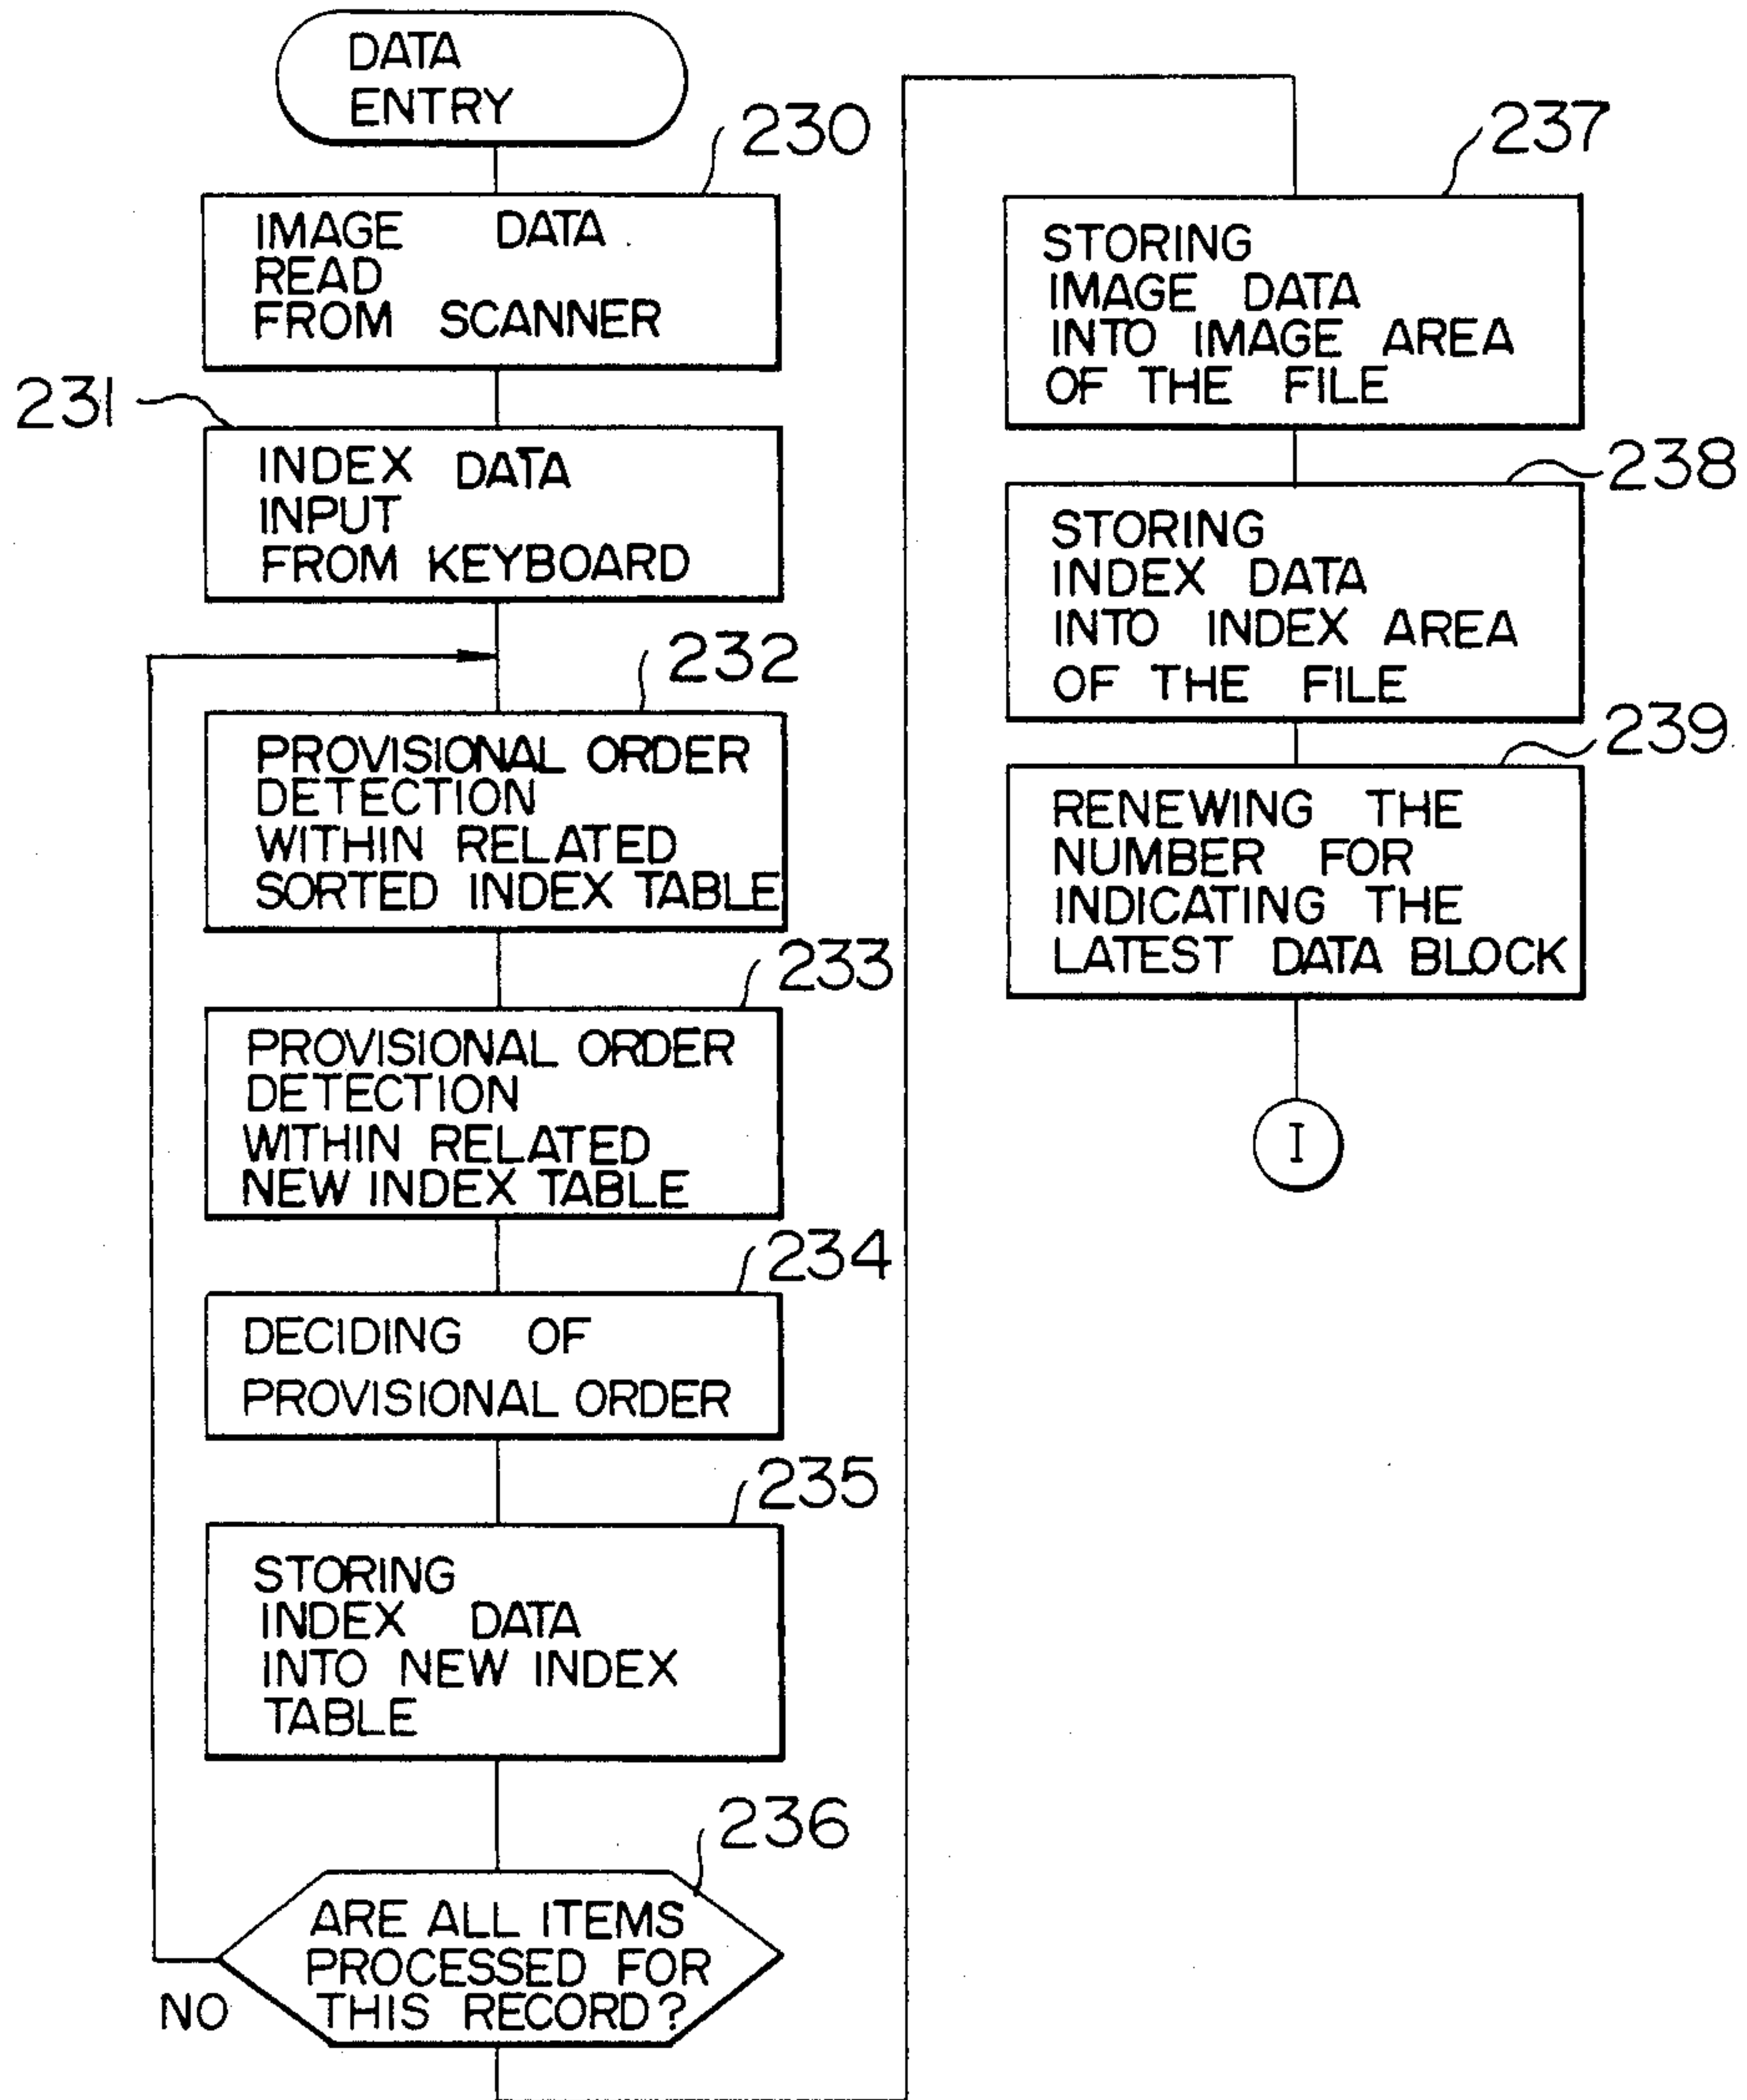 DATA
ENTRY
230
IMAGE DATA
READ
FROM SCANNER
231
INDEX DATA
INPUT
FROM KEYBOARD
232
PROVISIONAL ORDER
DETECTION
WITHIN RELATED
SORTED INDEX TABLE
233
PROVISIONAL ORDER
DETECTION
WITHIN RELATED
NEW INDEX TABLE
234
DECIDING OF
PROVISIONAL ORDER
235
STORING
INDEX DATA
INTO NEW INDEX
TABLE
236
ARE ALL ITEMS
PROCESSED FOR
THIS RECORD?
NO
237
STORING
IMAGE DATA
INTO IMAGE AREA
OF THE FILE
238
STORING
INDEX DATA
INTO INDEX AREA
OF THE FILE
239
RENEWING THE
NUMBER FOR
INDICATING THE
LATEST DATA BLOCK
I